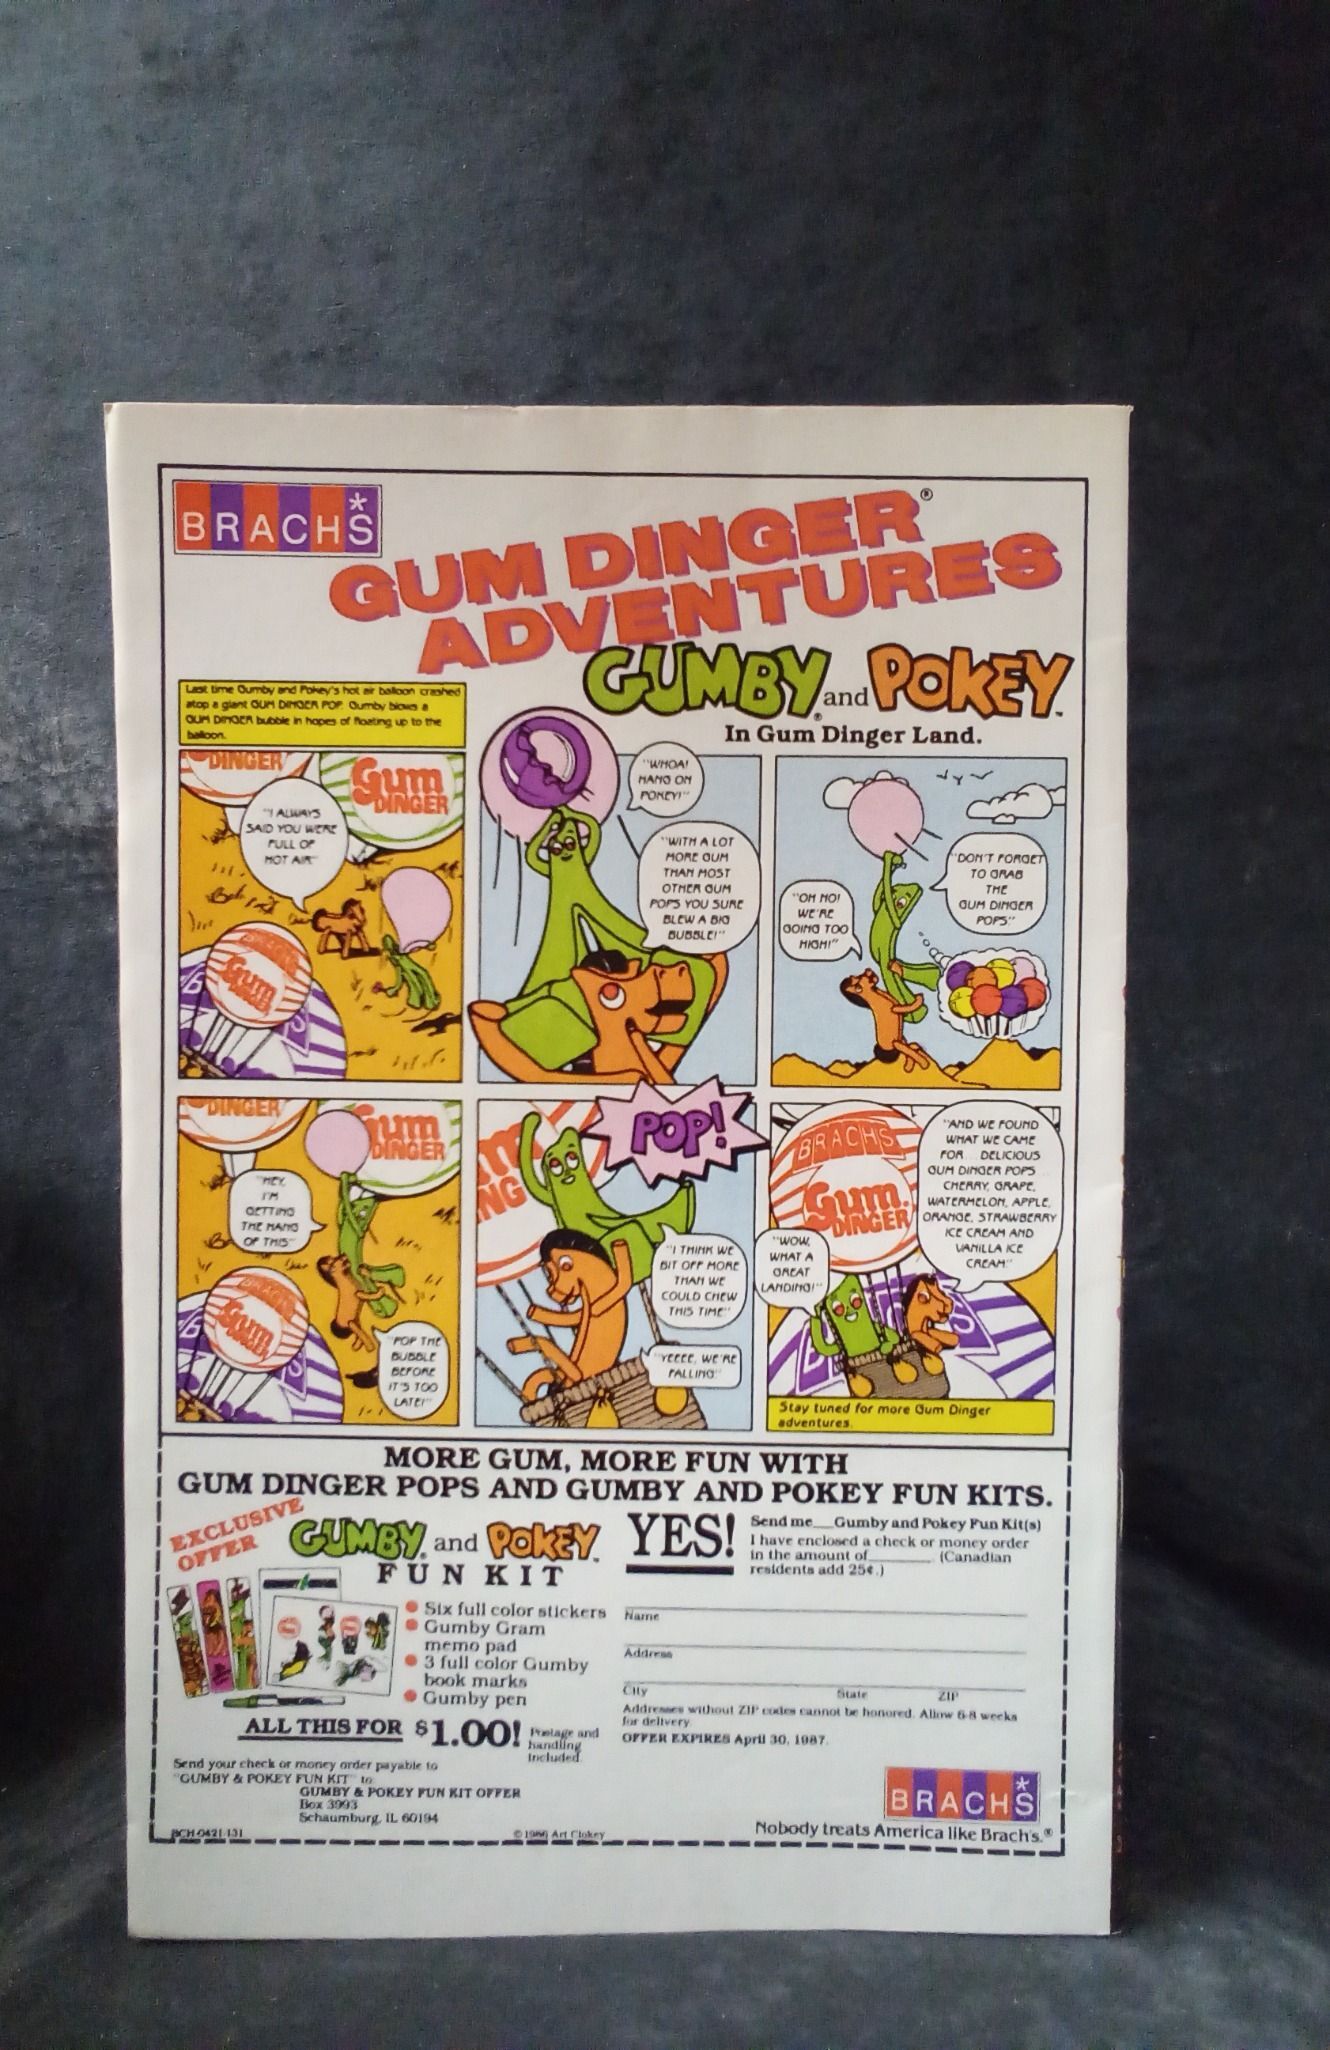 BRACH'S
GUM DINGER®
ADVENTURES
GUMBY® and POKEY™
In Gum Dinger Land.
Last time Gumby and Pokey's hot air balloon crashed
atop a giant GUM DINGER POP. Gumby blows a
GUM DINGER bubble in hopes of floating up to the
balloon.
DINGER
Gum
DINGER
"I ALWAYS
SAID YOU WERE
FULL OF
HOT AIR"
BRACHS
Gum
"WHOA!
HANG ON
POKEY!"
"WITH A LOT
MORE GUM
THAN MOST
OTHER GUM
POPS YOU SURE
BLEW A BIG
BUBBLE!"
"OH NO!
WE'RE
GOING TOO
HIGH!"
"DON'T FORGET
TO GRAB
THE
GUM DINGER
POPS."
DINGER
Gum
DINGER
"HEY,
I'M
GETTING
THE HANG
OF THIS"
BRACHS
Gum
"POP THE
BUBBLE
BEFORE
IT'S TOO
LATE!"
POP!
"I THINK WE
BIT OFF MORE
THAN WE
COULD CHEW
THIS TIME"
"YEEEE, WE'RE
FALLING!"
BRACHS
Gum
DINGER
"WOW,
WHAT A
GREAT
LANDING!"
"AND WE FOUND
WHAT WE CAME
FOR... DELICIOUS
GUM DINGER POPS
CHERRY, GRAPE,
WATERMELON, APPLE,
ORANGE, STRAWBERRY
ICE CREAM AND
VANILLA ICE
CREAM."
Stay tuned for more Gum Dinger
adventures.
MORE GUM, MORE FUN WITH
GUM DINGER POPS AND GUMBY AND POKEY FUN KITS.
EXCLUSIVE
OFFER
GUMBY® and POKEY™
FUN KIT
Six full color stickers
Gumby Gram
memo pad
3 full color Gumby
book marks
Gumby pen
ALL THIS FOR $1.00! Postage and
handling
included.
Send your check or money order payable to
"GUMBY & POKEY FUN KIT" to:
GUMBY & POKEY FUN KIT OFFER
Box 3993
Schaumburg, IL 60194
BCH-0421-131
© 1986 Art Clokey
YES!
Send me___Gumby and Pokey Fun Kit(s)
I have enclosed a check or money order
in the amount of________. (Canadian
residents add 25¢.)
Name
Address
City State ZIP
Addresses without ZIP codes cannot be honored. Allow 6-8 weeks
for delivery.
OFFER EXPIRES April 30, 1987.
BRACH'S
Nobody treats America like Brach's.®